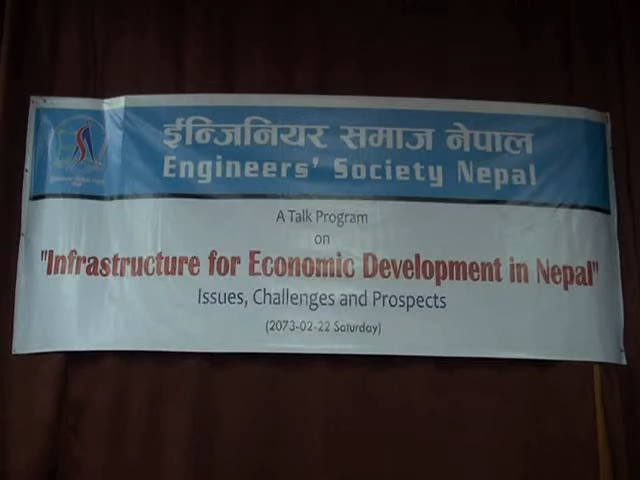 ईन्जिनियर समाज नेपाल
Engineers' Society Nepal
A Talk Program
on
"Infrastructure for Economic Development in Nepal"
Issues, Challenges and Prospects
(2073-02-22 Saturday)